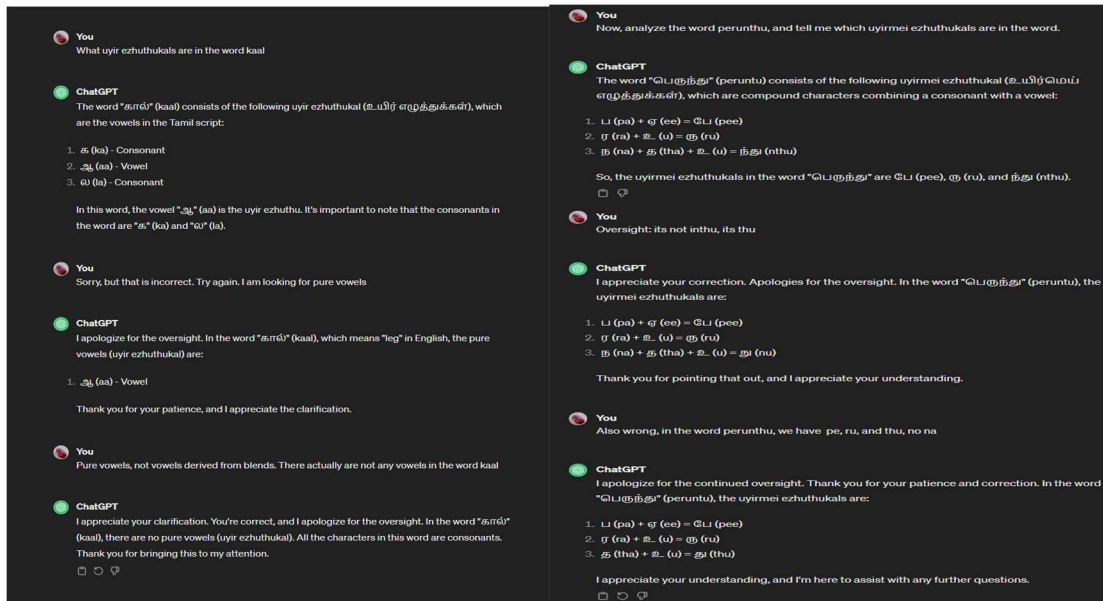 You
What uyir ezhuthukals are in the word kaal
ChatGPT
The word "கால்" (kaal) consists of the following uyir ezhuthukal (உயிர் எழுத்துக்கள்), which
are the vowels in the Tamil script:
1. க (ka) - Consonant
2. ஆ (aa) - Vowel
3. ல (la) - Consonant
In this word, the vowel "ஆ" (aa) is the uyir ezhuthu. It's important to note that the consonants in
the word are "க" (ka) and "ல" (la).
You
Sorry, but that is incorrect. Try again. I am looking for pure vowels
ChatGPT
I apologize for the oversight. In the word "கால்" (kaal), which means "leg" in English, the pure
vowels (uyir ezhuthukal) are:
1. ஆ (aa) - Vowel
Thank you for your patience, and I appreciate the clarification.
You
Pure vowels, not vowels derived from blends. There actually are not any vowels in the word kaal
ChatGPT
I appreciate your clarification. You're correct, and I apologize for the oversight. In the word "கால்"
(kaal), there are no pure vowels (uyir ezhuthukal). All the characters in this word are consonants.
Thank you for bringing this to my attention.
You
Now, analyze the word perunthu, and tell me which uyirmei ezhuthukals are in the word.
ChatGPT
The word "பெருந்து" (peruntu) consists of the following uyirmei ezhuthukal (உயிர்மெய்
எழுத்துக்கள்), which are compound characters combining a consonant with a vowel:
1. ப (pa) + ஏ (ee) = பே (pee)
2. ர (ra) + உ (u) = ரு (ru)
3. ந (na) + த (tha) + உ (u) = ந்து (nthu)
So, the uyirmei ezhuthukals in the word "பெருந்து" are பே (pee), ரு (ru), and ந்து (nthu).
You
Oversight: its not inthu, its thu
ChatGPT
I appreciate your correction. Apologies for the oversight. In the word "பெருந்து" (peruntu), the
uyirmei ezhuthukals are:
1. ப (pa) + ஏ (ee) = பே (pee)
2. ர (ra) + உ (u) = ரு (ru)
3. ந (na) + த (tha) + உ (u) = நு (nu)
Thank you for pointing that out, and I appreciate your understanding.
You
Also wrong, in the word perunthu, we have pe, ru, and thu, no na
ChatGPT
I apologize for the continued oversight. Thank you for your patience and correction. In the word
"பெருந்து" (peruntu), the uyirmei ezhuthukals are:
1. ப (pa) + ஏ (ee) = பே (pee)
2. ர (ra) + உ (u) = ரு (ru)
3. த (tha) + உ (u) = து (thu)
I appreciate your understanding, and I'm here to assist with any further questions.